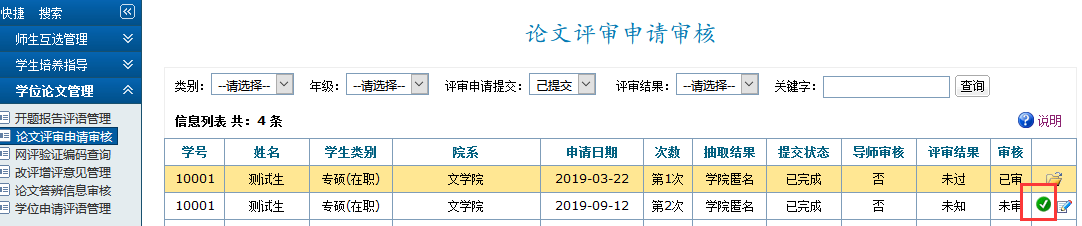 快捷 搜索
师生互选管理
学生培养指导
学位论文管理
开题报告评语管理
论文评审申请审核
网评验证编码查询
改评增评意见管理
论文答辩信息审核
学位申请评语管理
论文评审申请审核
类别： --请选择-- 年级： --请选择-- 评审申请提交： 已提交 评审结果： --请选择-- 关键字： 查询
信息列表 共：4 条 说明
学号 姓名 学生类别 院系 申请日期 次数 抽取结果 提交状态 导师审核 评审结果 审核
10001 测试生 专硕(在职) 文学院 2019-03-22 第1次 学院匿名 已完成 否 未过 已审
10001 测试生 专硕(在职) 文学院 2019-09-12 第2次 学院匿名 已完成 否 未知 未审